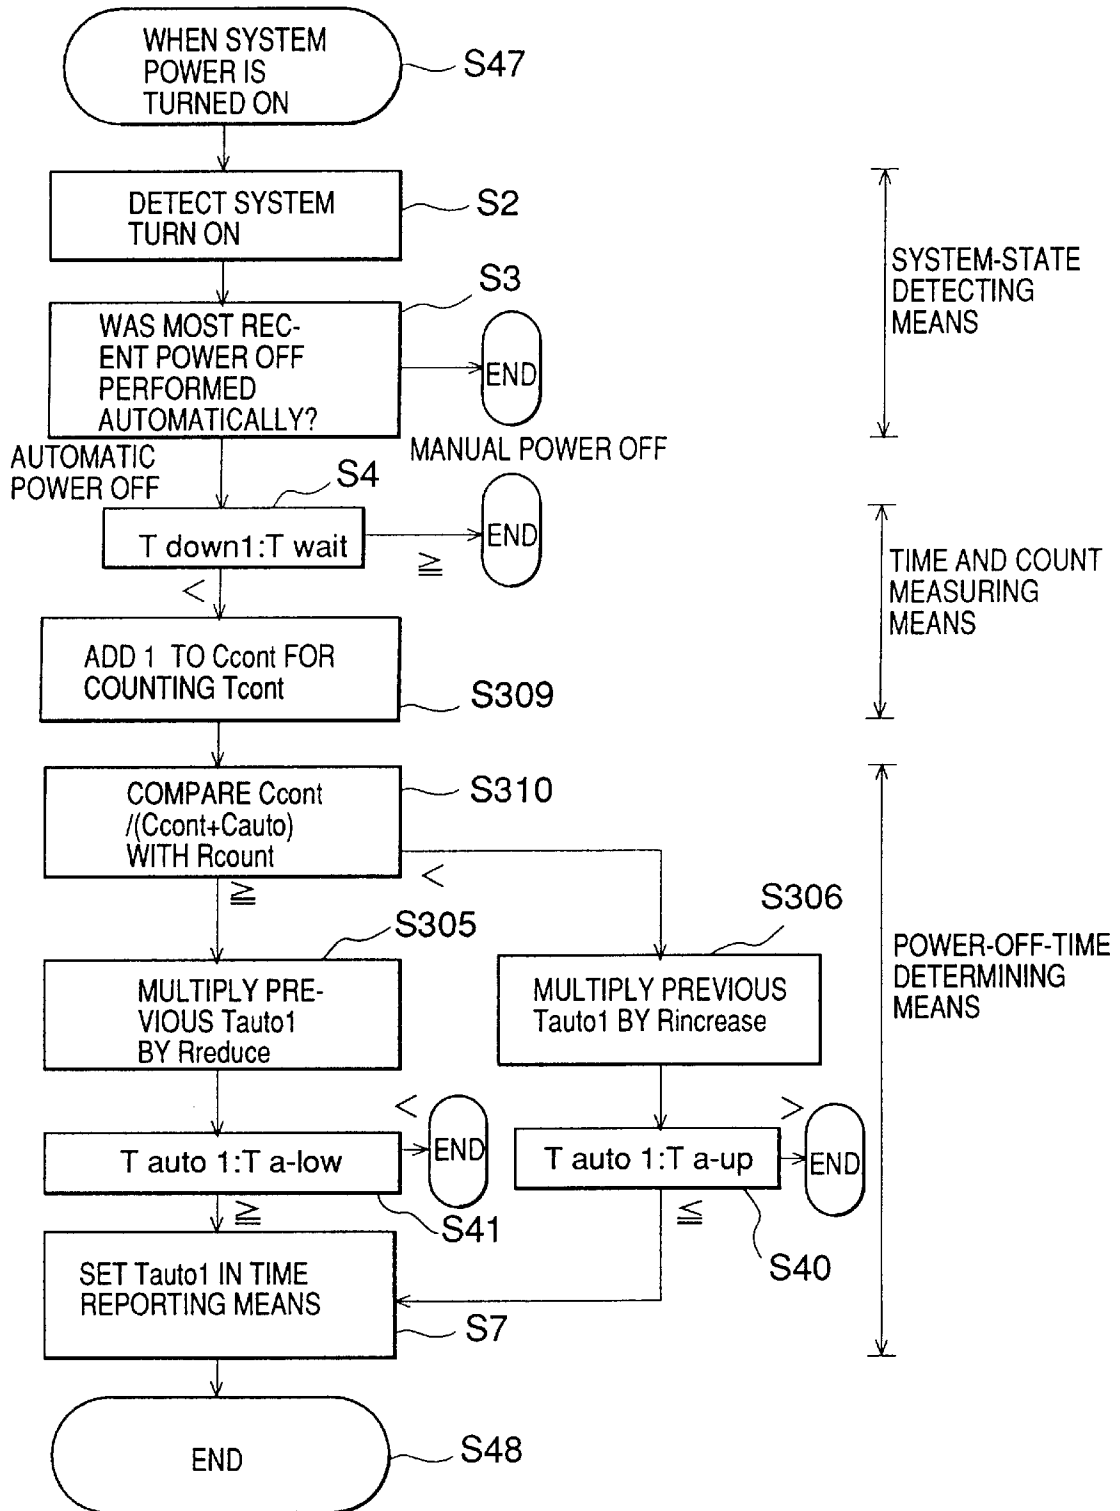 WHEN SYSTEM
POWER IS
TURNED ON
S47
DETECT SYSTEM
TURN ON
S2
S3
WAS MOST REC-
ENT POWER OFF
PERFORMED
AUTOMATICALLY?
END
SYSTEM-STATE
DETECTING
MEANS
AUTOMATIC
POWER OFF
MANUAL POWER OFF
S4
T down1:T wait
≧
END
<
TIME AND COUNT
MEASURING
MEANS
ADD 1 TO Ccont FOR
COUNTING Tcont
S309
COMPARE Ccont
/(Ccont+Cauto)
WITH Rcount
S310
<
≧
S305
S306
MULTIPLY PRE-
VIOUS Tauto1
BY Rreduce
MULTIPLY PREVIOUS
Tauto1 BY Rincrease
POWER-OFF-TIME
DETERMINING
MEANS
<
END
>
END
T auto 1:T a-low
T auto 1:T a-up
≧
S41
≦
S40
SET Tauto1 IN TIME
REPORTING MEANS
S7
END
S48